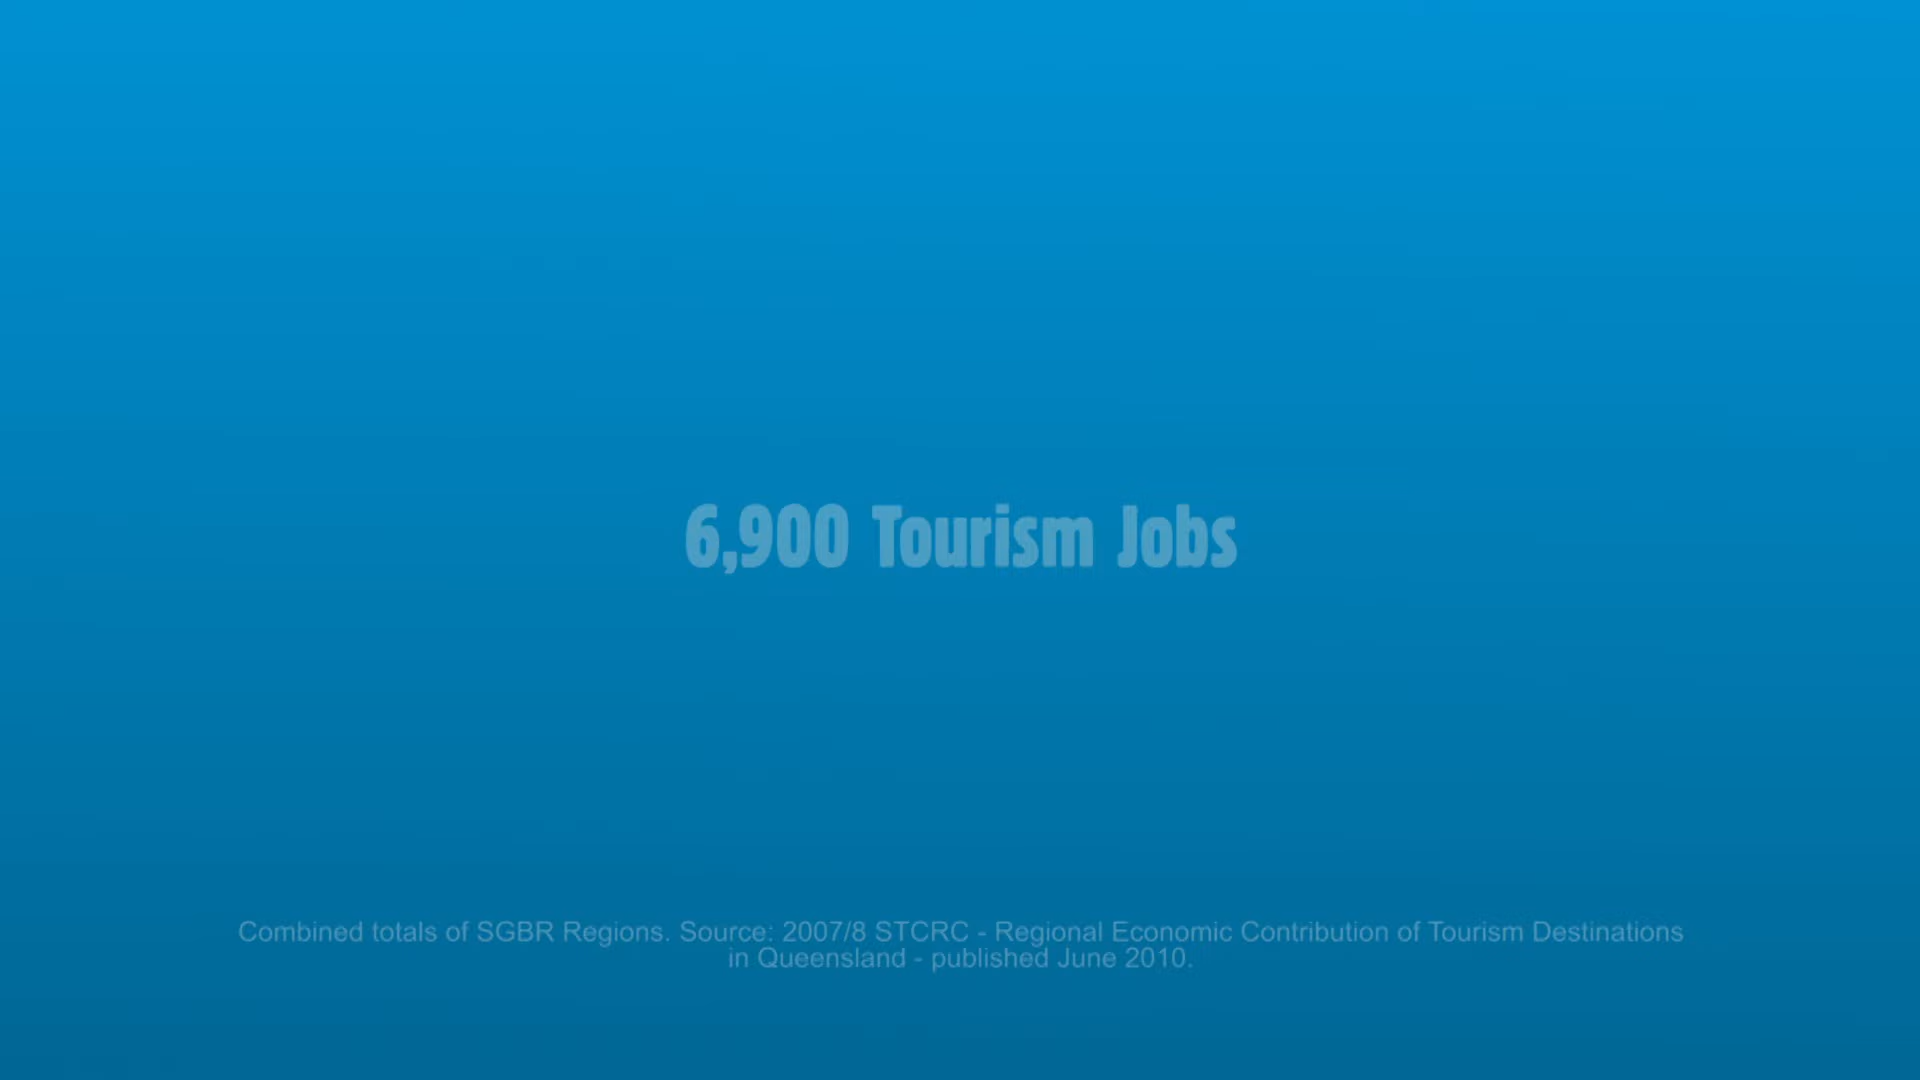 6,900 Tourism Jobs
Combined totals of SGBR Regions. Source: 2007/8 STCRC - Regional Economic Contribution of Tourism Destinations
in Queensland - published June 2010.